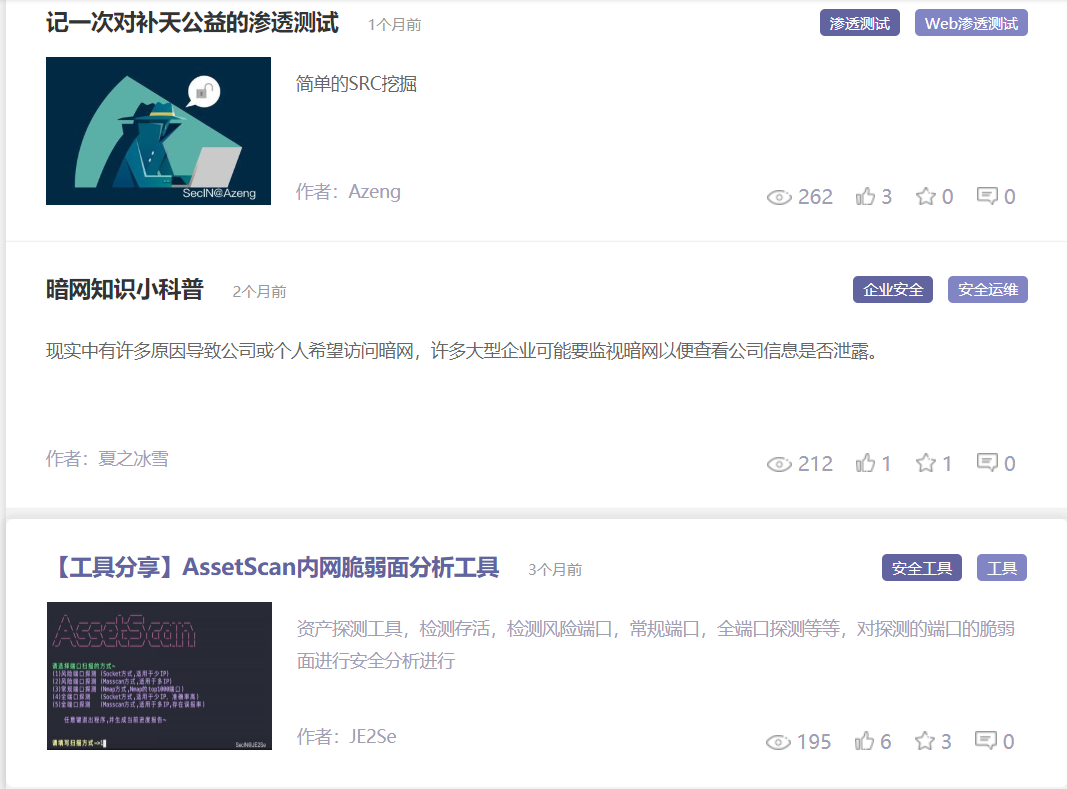 记一次对补天公益的渗透测试 1个月前 渗透测试 Web渗透测试
简单的SRC挖掘
SecIN@Azeng
作者：Azeng 262 3 0 0
暗网知识小科普 2个月前 企业安全 安全运维
现实中有许多原因导致公司或个人希望访问暗网，许多大型企业可能要监视暗网以便查看公司信息是否泄露。
作者：夏之冰雪 212 1 1 0
【工具分享】AssetScan内网脆弱面分析工具 3个月前 安全工具 工具
AssetScan
请选择端口扫描的方式~
(1)风险端口探测 (Socket方式,适用于少IP)
(2)风险端口探测 (Masscan方式,适用于多IP)
(3)常规端口探测 (Nmap方式,Nmap的top1000端口)
(4)全端口探测 (Socket方式,适用于少IP, 准确率高)
(5)全端口探测 (Masscan方式,适用于多IP,存在误报率)
任意键退出程序,并生成当前进度报告~
请填写扫描方式=>1
SecIN@JE2Se
资产探测工具，检测存活，检测风险端口，常规端口，全端口探测等等，对探测的端口的脆弱
面进行安全分析进行
作者：JE2Se 195 6 3 0